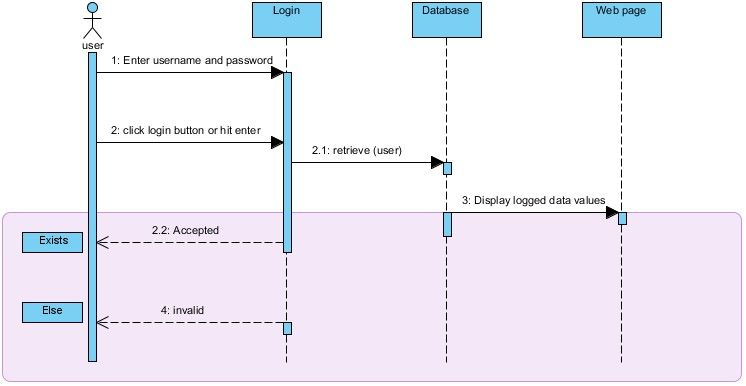 Login
Database
Web page
user
1: Enter username and password
2: click login button or hit enter
2.1: retrieve (user)
3: Display logged data values
2.2: Accepted
Exists
Else
4: invalid